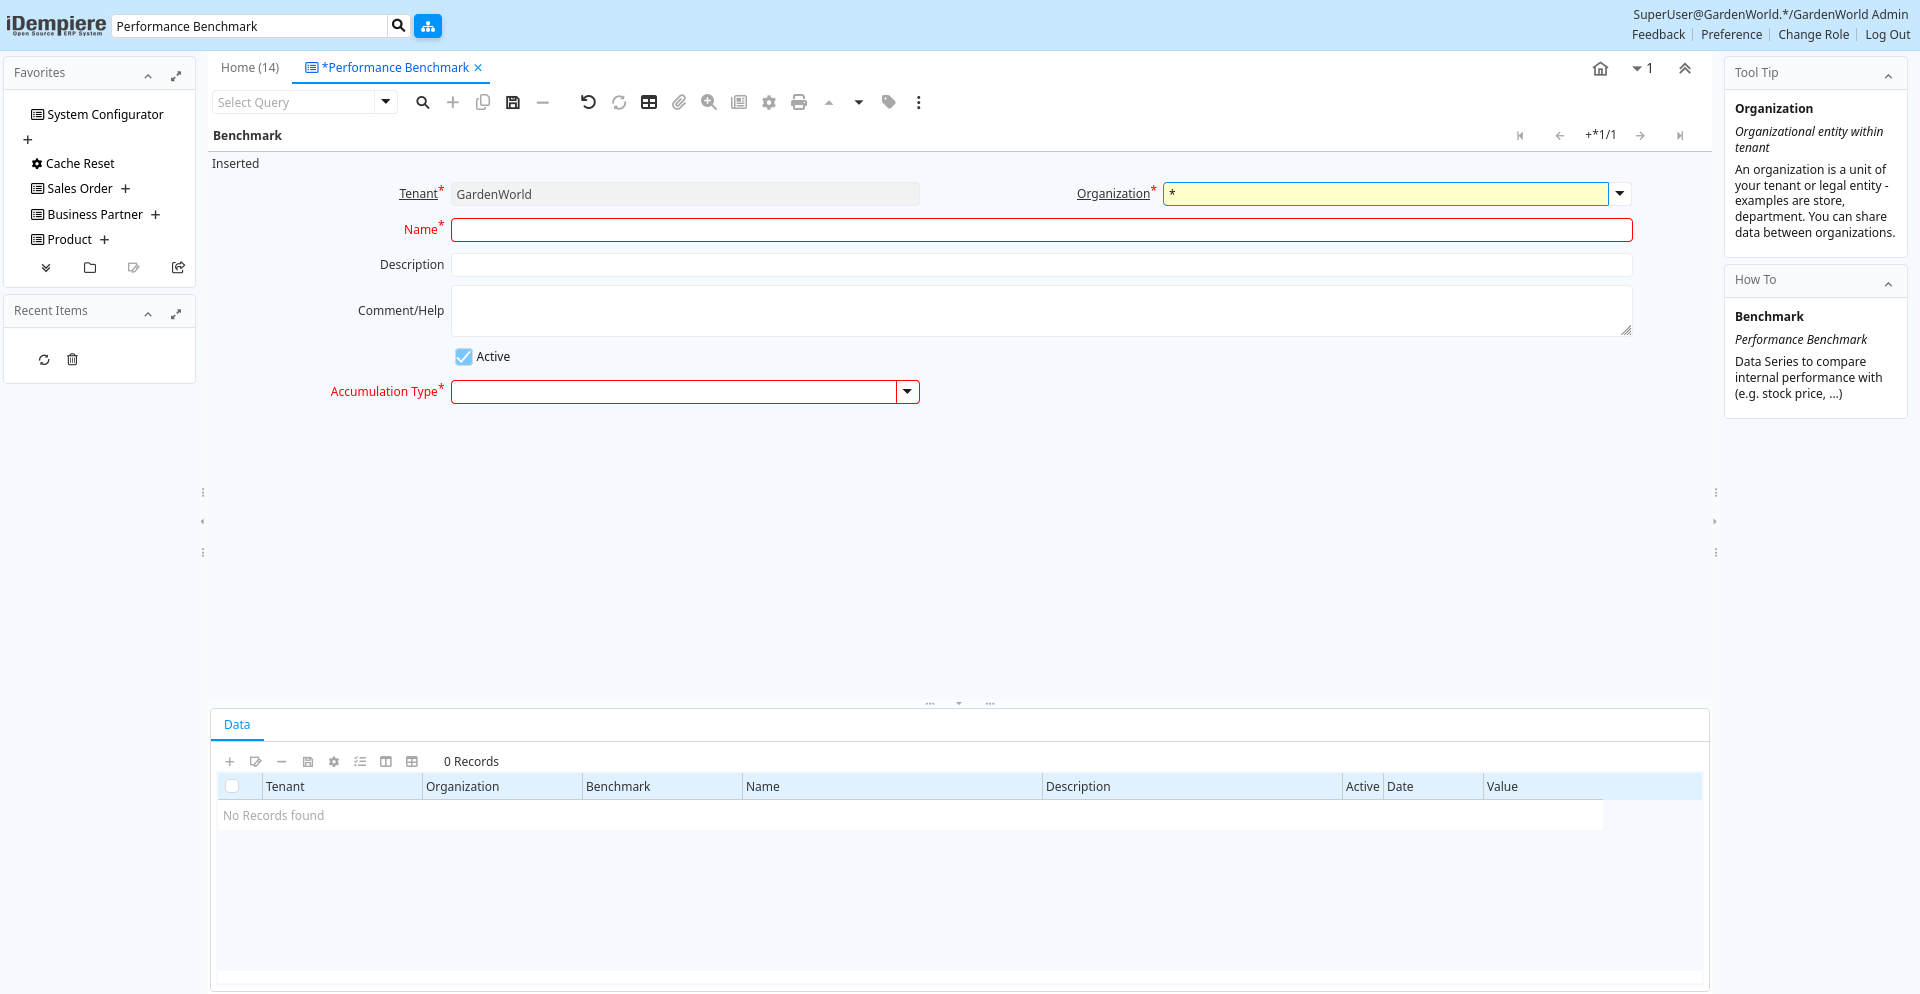 iDempiere
Open Source ERP System
Performance Benchmark
SuperUser@GardenWorld.*/GardenWorld Admin
Feedback
Preference
Change Role
Log Out
Favorites
System Configurator
Cache Reset
Sales Order
Business Partner
Product
Recent Items
Home (14)
*Performance Benchmark
1
Select Query
Benchmark
+*1/1
Inserted
Tenant*
GardenWorld
Organization*
*
Name*
Description
Comment/Help
Active
Accumulation Type*
Data
0 Records
Tenant
Organization
Benchmark
Name
Description
Active
Date
Value
No Records found
Tool Tip
Organization
Organizational entity within
tenant
An organization is a unit of
your tenant or legal entity -
examples are store,
department. You can share
data between organizations.
How To
Benchmark
Performance Benchmark
Data Series to compare
internal performance with
(e.g. stock price, ...)